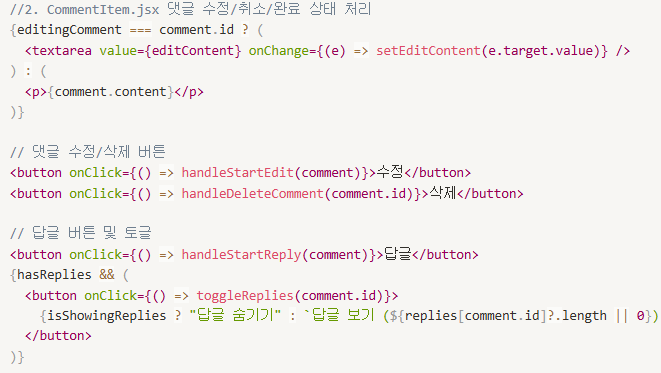 //2. CommentItem.jsx 댓글 수정/취소/완료 상태 처리
{editingComment === comment.id ? (
  <textarea value={editContent} onChange={(e) => setEditContent(e.target.value)} />
) : (
  <p>{comment.content}</p>
)}

// 댓글 수정/삭제 버튼
<button onClick={() => handleStartEdit(comment)}>수정</button>
<button onClick={() => handleDeleteComment(comment.id)}>삭제</button>

// 답글 버튼 및 토글
<button onClick={() => handleStartReply(comment)}>답글</button>
{hasReplies && (
  <button onClick={() => toggleReplies(comment.id)}>
    {isShowingReplies ? "답글 숨기기" : `답글 보기 (${replies[comment.id]?.length || 0})
  </button>
)}